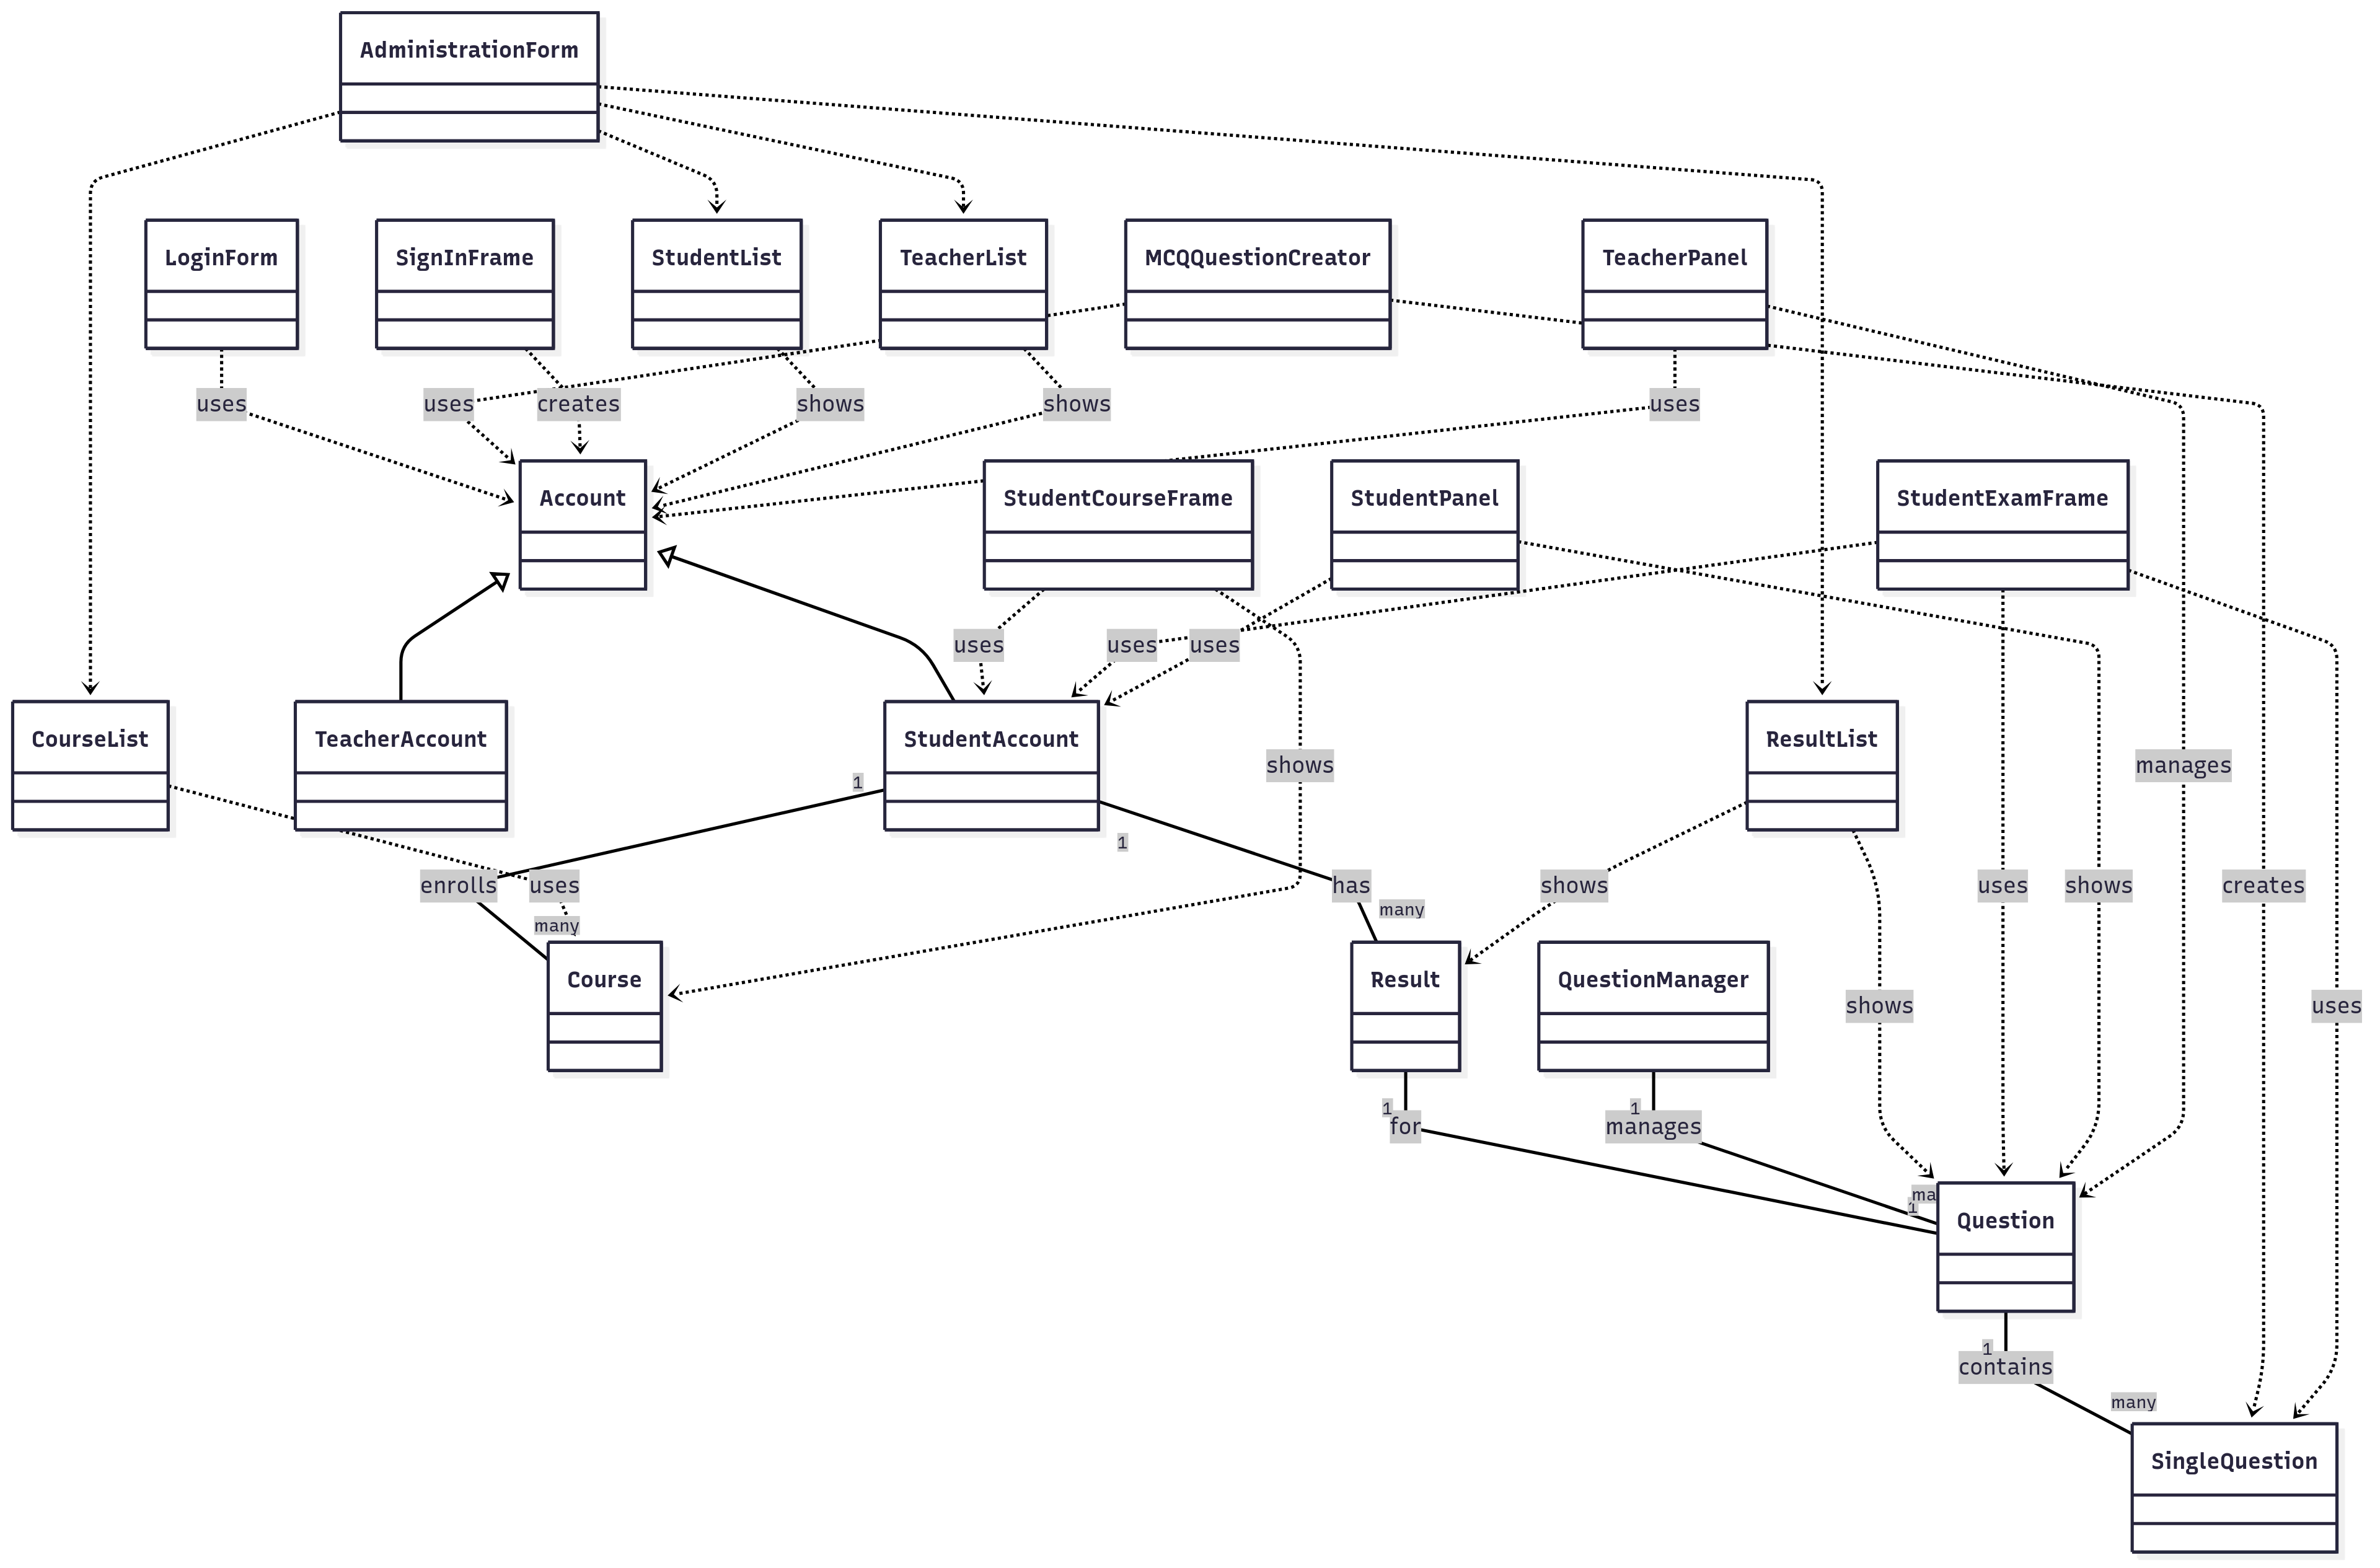 AdministrationForm
LoginForm
SignInFrame
StudentList
TeacherList
MCQQuestionCreator
TeacherPanel
uses
uses
creates
shows
shows
uses
Account
StudentCourseFrame
StudentPanel
StudentExamFrame
uses
uses
uses
CourseList
TeacherAccount
StudentAccount
ResultList
shows
manages
1
1
enrolls
uses
has
shows
uses
shows
creates
many
many
Course
Result
QuestionManager
shows
uses
1
for
1
manages
ma
1
Question
1
contains
many
SingleQuestion